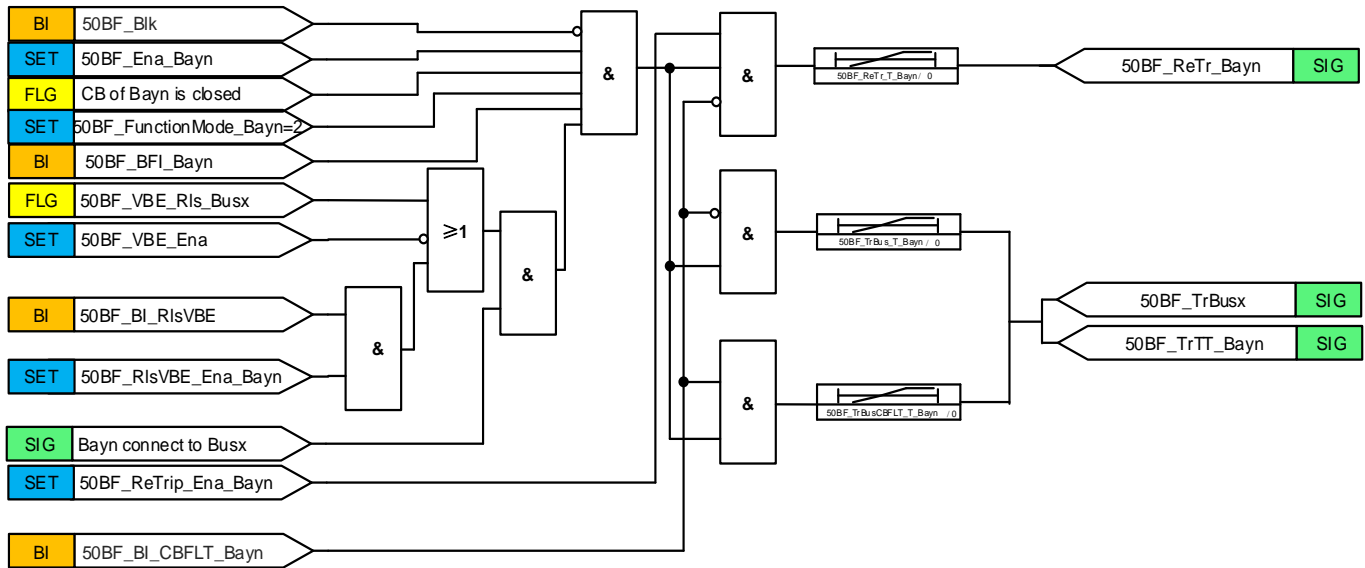 BI 50BF_Blk
SET 50BF_Ena_Bayn
FLG CB of Bayn is closed
SET 50BF_FunctionMode_Bayn=2
BI 50BF_BFI_Bayn
FLG 50BF_VBE_Rls_Busx
SET 50BF_VBE_Ena
BI 50BF_BI_RlsVBE
SET 50BF_RlsVBE_Ena_Bayn
SIG Bayn connect to Busx
SET 50BF_ReTrip_Ena_Bayn
BI 50BF_BI_CBFLT_Bayn
≥1
&
&
&
&
&
&
50BF_ReTr_T_Bayn/ 0
50BF_TrBus_T_Bayn / 0
50BF_TrBusCBFLT_T_Bayn / 0
50BF_ReTr_Bayn SIG
50BF_TrBusx SIG
50BF_TrTT_Bayn SIG